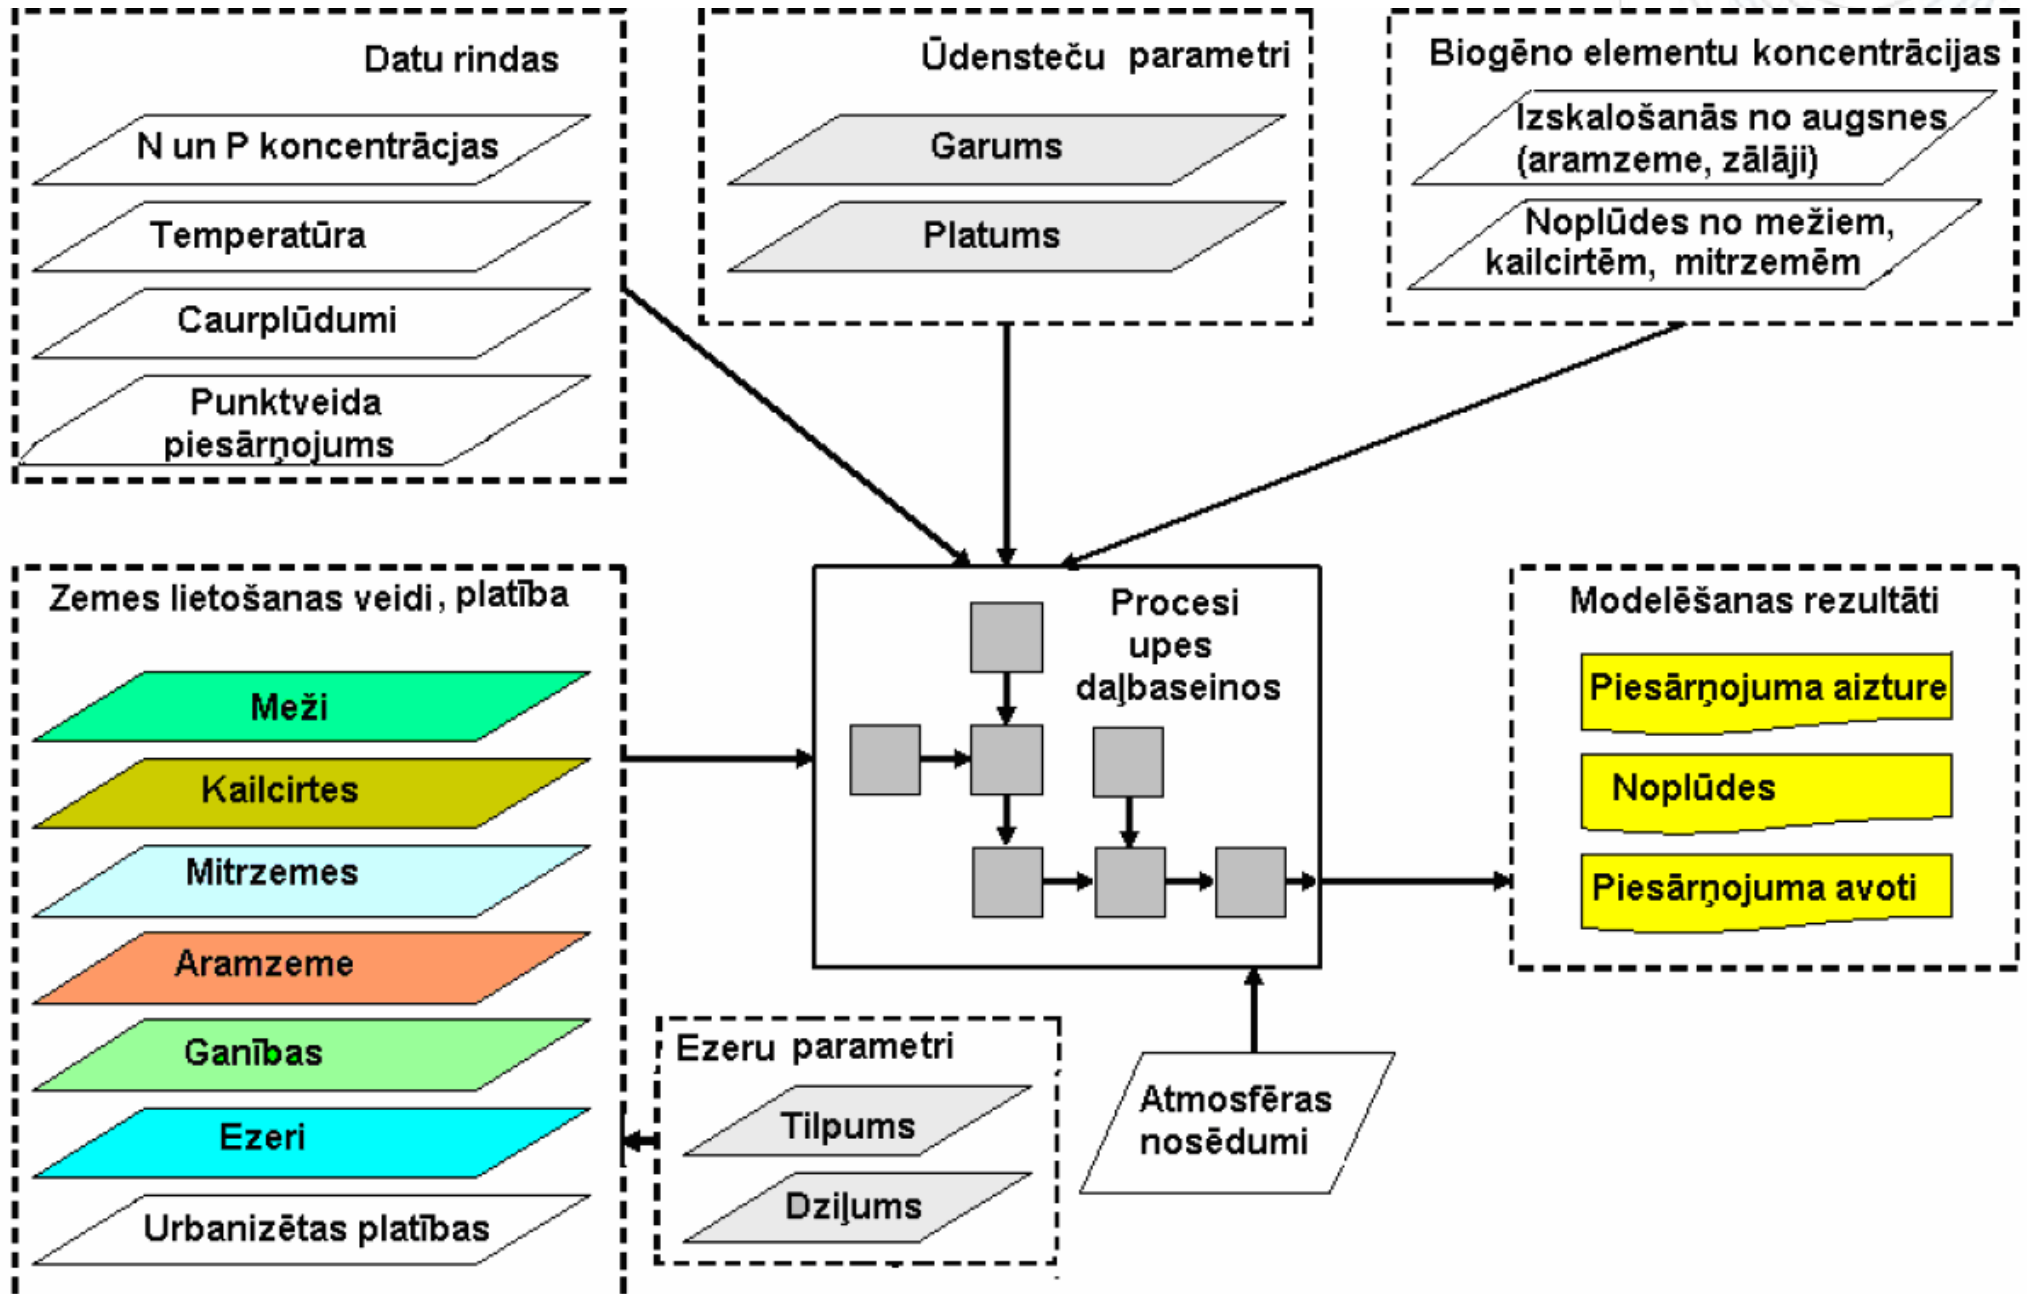 Datu rindas
N un P koncentrācjas
Temperatūra
Caurplūdumi
Punktveida
piesārņojums
Ūdensteču parametri
Garums
Platums
Biogēno elementu koncentrācijas
Izskalošanās no augsnes
(aramzeme, zālāji)
Noplūdes no mežiem,
kailcirtēm, mitrzemēm
Zemes lietošanas veidi, platība
Meži
Kailcirtes
Mitrzemes
Aramzeme
Ganības
Ezeri
Urbanizētas platības
Procesi
upes
daļbaseinos
Ezeru parametri
Tilpums
Dziļums
Atmosfēras
nosēdumi
Modelēšanas rezultāti
Piesārņojuma aizture
Noplūdes
Piesārņojuma avoti